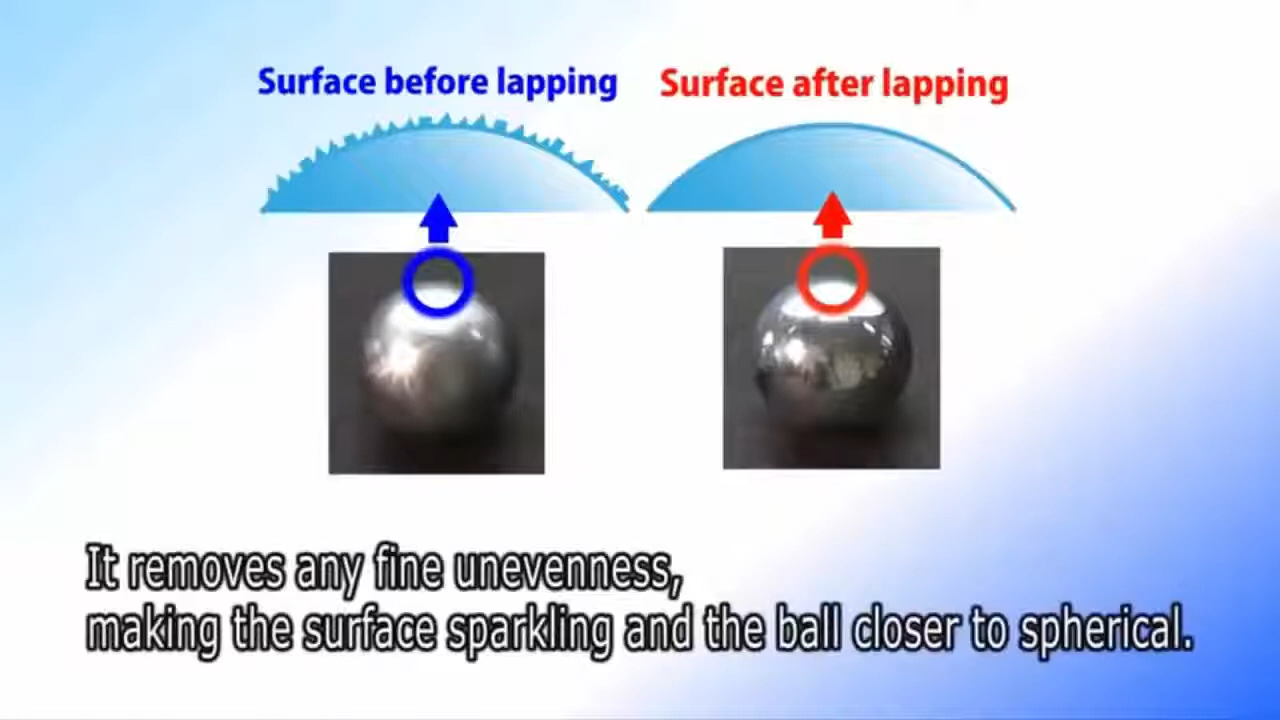 Surface before lapping
Surface after lapping
It removes any fine unevenness,
making the surface sparkling and the ball closer to spherical.